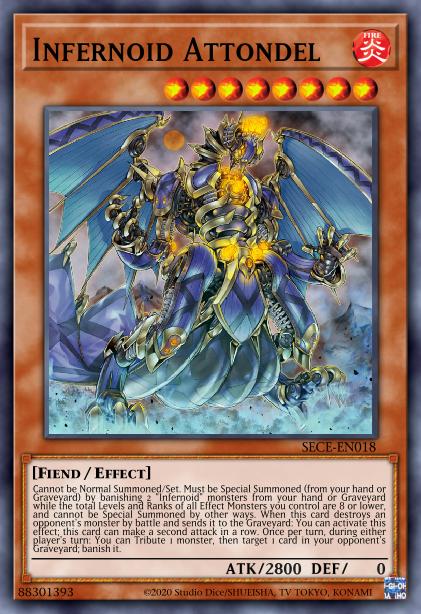 INFERNOID ATTONDEL
FIRE
炎
SECE-EN018
[FIEND / EFFECT]
Cannot be Normal Summoned/Set. Must be Special Summoned (from your hand or
Graveyard) by banishing 2 "Infernoid" monsters from your hand or Graveyard
while the total Levels and Ranks of all Effect Monsters you control are 8 or lower,
and cannot be Special Summoned by other ways. When this card destroys an
opponent's monster by battle and sends it to the Graveyard: You can activate this
effect; this card can make a second attack in a row. Once per turn, during either
player's turn: You can Tribute 1 monster, then target 1 card in your opponent's
Graveyard; banish it.
ATK/2800 DEF/ 0
88301393 ©2020 Studio Dice/SHUEISHA, TV TOKYO, KONAMI